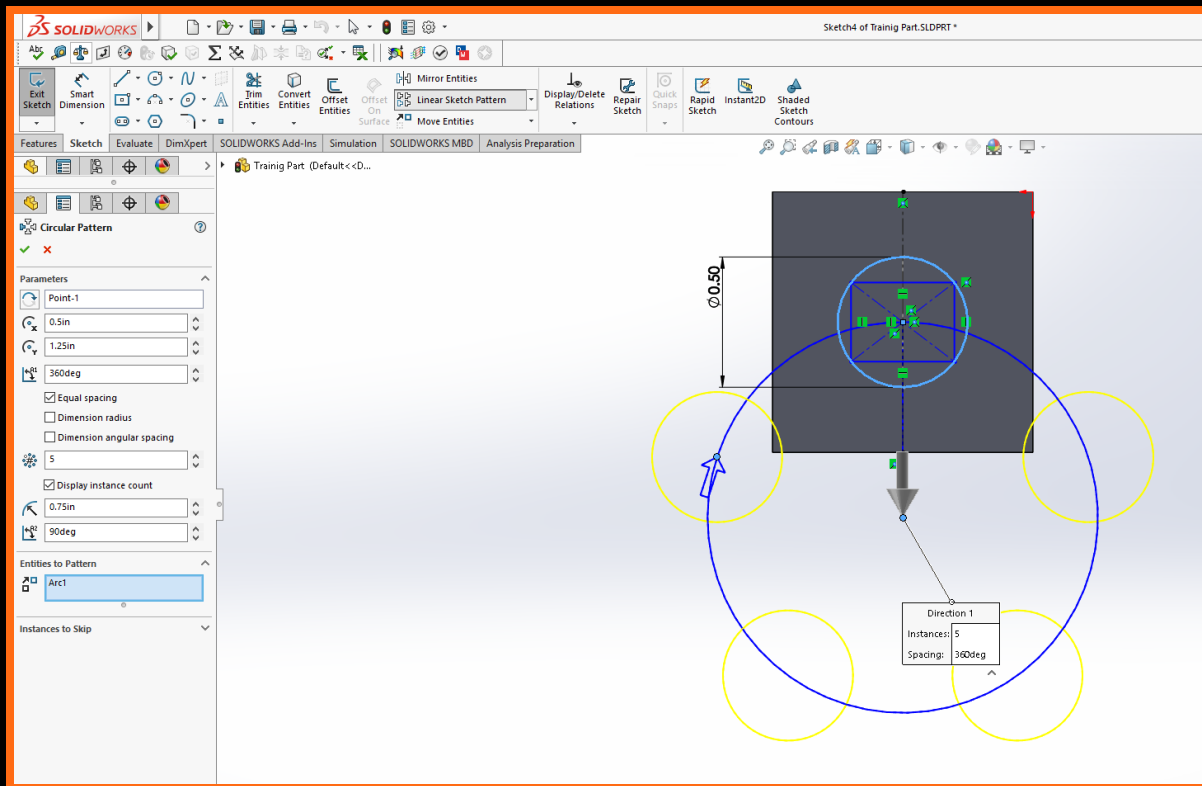 SOLIDWORKS
Sketch4 of Trainig Part.SLDPRT *
Exit Sketch
Smart Dimension
Trim Entities
Convert Entities
Offset Entities
Offset On Surface
Mirror Entities
Linear Sketch Pattern
Move Entities
Display/Delete Relations
Repair Sketch
Quick Snaps
Rapid Sketch
Instant2D
Shaded Sketch Contours
Features Sketch Evaluate DimXpert SOLIDWORKS Add-Ins Simulation SOLIDWORKS MBD Analysis Preparation
Trainig Part (Default<<D...
Circular Pattern
Parameters
Point-1
0.5in
1.25in
360deg
Equal spacing
Dimension radius
Dimension angular spacing
5
Display instance count
0.75in
90deg
Entities to Pattern
Arc1
Instances to Skip
Ø0.50
Direction 1
Instances: 5
Spacing: 360deg